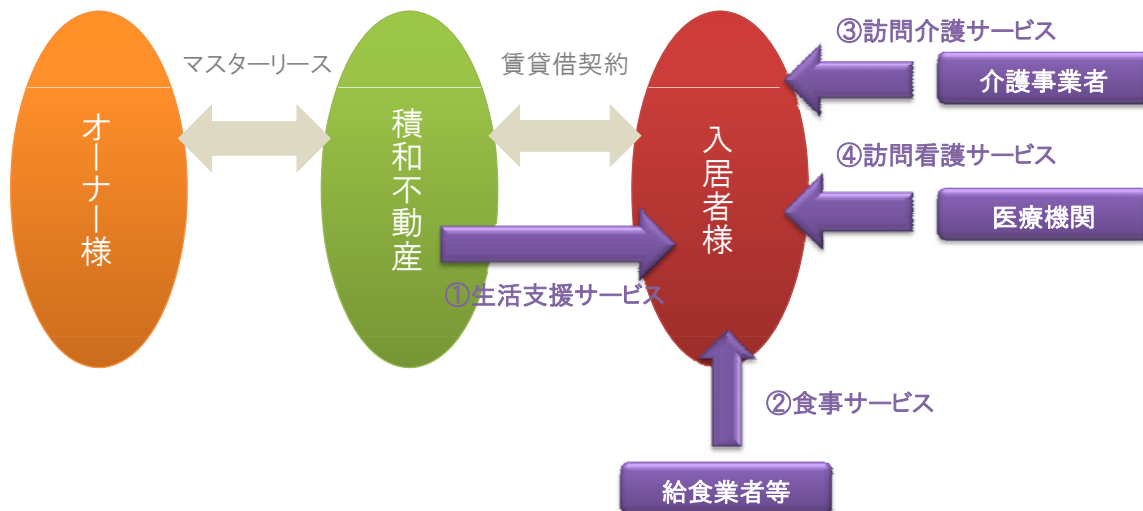 マスターリース
賃貸借契約
③訪問介護サービス
介護事業者
オーナー様
積和不動産
入居者様
④訪問看護サービス
医療機関
①生活支援サービス
②食事サービス
給食業者等